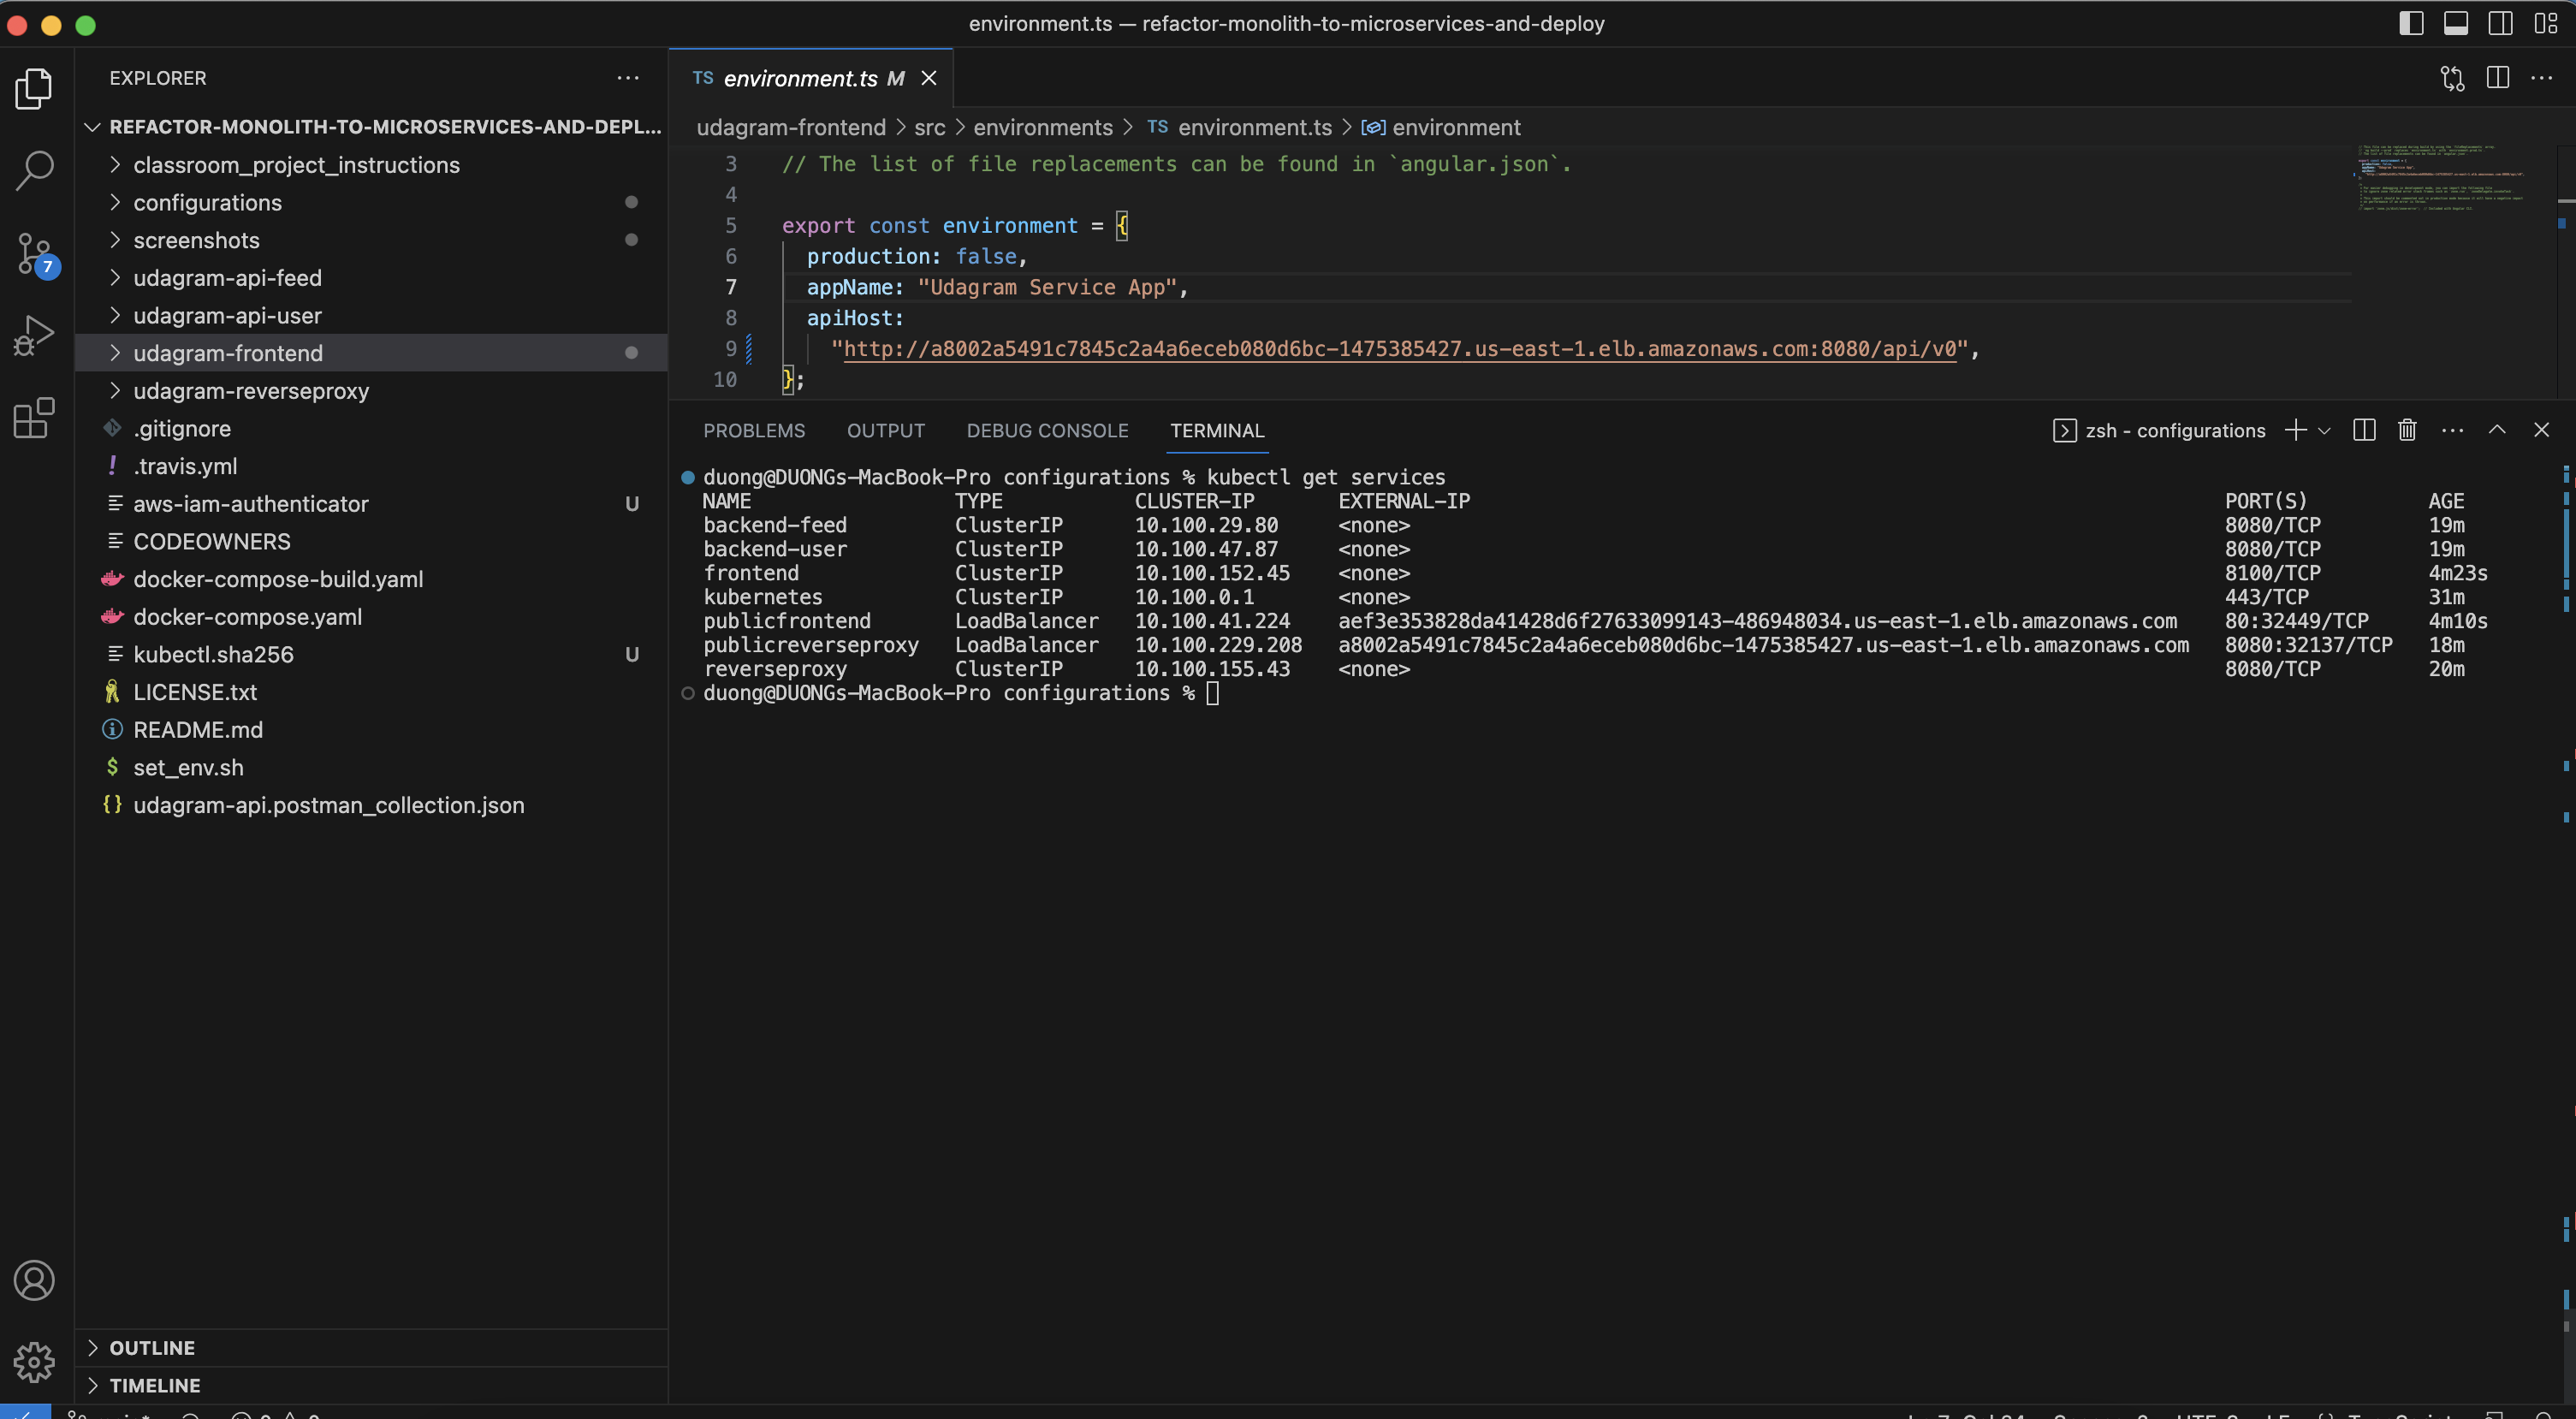 environment.ts — refactor-monolith-to-microservices-and-deploy
EXPLORER
REFACTOR-MONOLITH-TO-MICROSERVICES-AND-DEPL...
classroom_project_instructions
configurations
screenshots
udagram-api-feed
udagram-api-user
udagram-frontend
udagram-reverseproxy
.gitignore
.travis.yml
aws-iam-authenticator U
CODEOWNERS
docker-compose-build.yaml
docker-compose.yaml
kubectl.sha256 U
LICENSE.txt
README.md
set_env.sh
udagram-api.postman_collection.json
OUTLINE
TIMELINE
7
TS environment.ts M
udagram-frontend > src > environments > TS environment.ts > environment
3 // The list of file replacements can be found in `angular.json`.
4
5 export const environment = {
6 production: false,
7 appName: "Udagram Service App",
8 apiHost:
9 "http://a8002a5491c7845c2a4a6eceb080d6bc-1475385427.us-east-1.elb.amazonaws.com:8080/api/v0",
10 };
PROBLEMS OUTPUT DEBUG CONSOLE TERMINAL
zsh - configurations
duong@DUONGs-MacBook-Pro configurations % kubectl get services
NAME TYPE CLUSTER-IP EXTERNAL-IP PORT(S) AGE
backend-feed ClusterIP 10.100.29.80 <none> 8080/TCP 19m
backend-user ClusterIP 10.100.47.87 <none> 8080/TCP 19m
frontend ClusterIP 10.100.152.45 <none> 8100/TCP 4m23s
kubernetes ClusterIP 10.100.0.1 <none> 443/TCP 31m
publicfrontend LoadBalancer 10.100.41.224 aef3e353828da41428d6f27633099143-486948034.us-east-1.elb.amazonaws.com 80:32449/TCP 4m10s
publicreverseproxy LoadBalancer 10.100.229.208 a8002a5491c7845c2a4a6eceb080d6bc-1475385427.us-east-1.elb.amazonaws.com 8080:32137/TCP 18m
reverseproxy ClusterIP 10.100.155.43 <none> 8080/TCP 20m
duong@DUONGs-MacBook-Pro configurations %